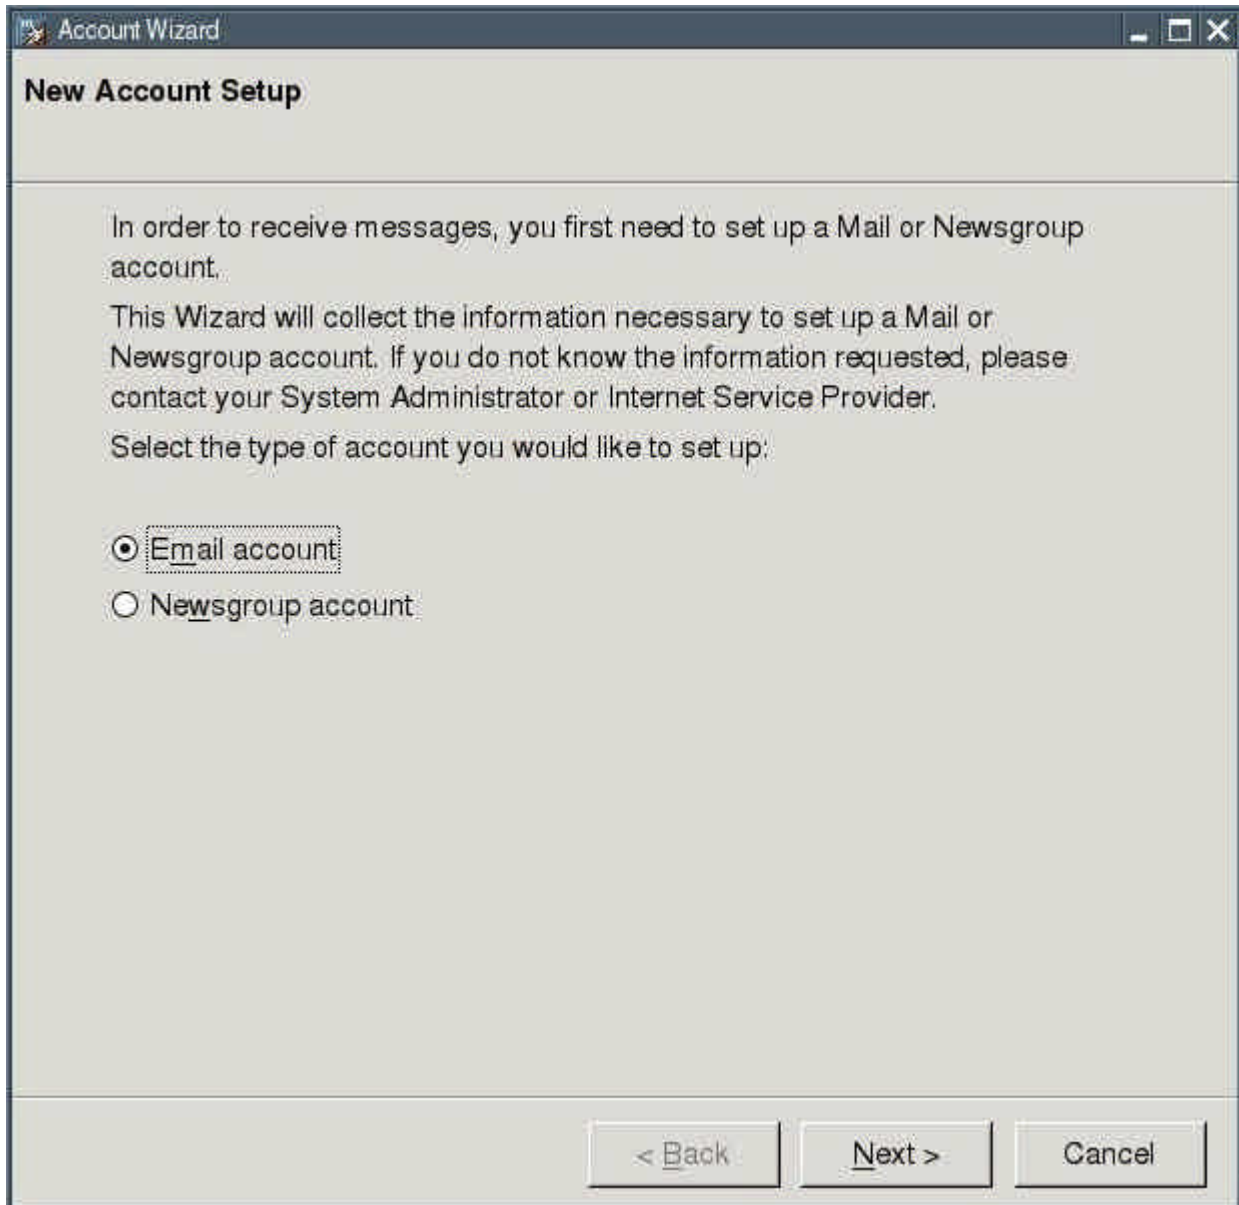 Account Wizard
New Account Setup
In order to receive messages, you first need to set up a Mail or Newsgroup
account.
This Wizard will collect the information necessary to set up a Mail or
Newsgroup account. If you do not know the information requested, please
contact your System Administrator or Internet Service Provider.
Select the type of account you would like to set up:
Email account
Newsgroup account
< Back
Next >
Cancel